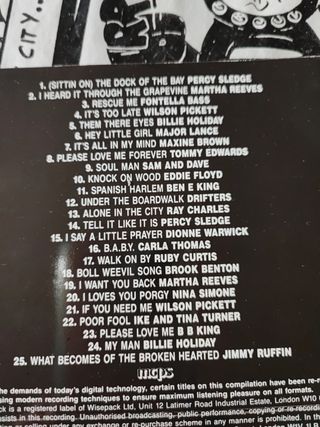 CITY...
1. (SITTIN ON) THE DOCK OF THE BAY PERCY SLEDGE
2. I HEARD IT THROUGH THE GRAPEVINE MARTHA REEVES
3. RESCUE ME FONTELLA BASS
4. IT'S TOO LATE WILSON PICKETT
5. THEM THERE EYES BILLIE HOLIDAY
6. HEY LITTLE GIRL MAJOR LANCE
7. IT'S ALL IN MY MIND MAXINE BROWN
8. PLEASE LOVE ME FOREVER TOMMY EDWARDS
9. SOUL MAN SAM AND DAVE
10. KNOCK ON WOOD EDDIE FLOYD
11. SPANISH HARLEM BEN E KING
12. UNDER THE BOARDWALK DRIFTERS
13. ALONE IN THE CITY RAY CHARLES
14. TELL IT LIKE IT IS PERCY SLEDGE
15. I SAY A LITTLE PRAYER DIONNE WARWICK
16. B.A.B.Y. CARLA THOMAS
17. WALK ON BY RUBY CURTIS
18. BOLL WEEVIL SONG BROOK BENTON
19. I WANT YOU BACK MARTHA REEVES
20. I LOVES YOU PORGY NINA SIMONE
21. IF YOU NEED ME WILSON PICKETT
22. POOR FOOL IKE AND TINA TURNER
23. PLEASE LOVE ME B B KING
24. MY MAN BILLIE HOLIDAY
25. WHAT BECOMES OF THE BROKEN HEARTED JIMMY RUFFIN
mcps
the demands of today's digital technology, certain titles on this compilation have been re-r
sing modern recording techniques to ensure maximum listening pleasure on all formats.
ck is a registered label of Wisepack Ltd, Unit 12 Latimer Road Industrial Estate, London W10
sists in this recording. Unauthorised broadcasting, public performance, copying or re-recordi
or selling under any exchange or re-purchase scheme in any manner is prohibited. In th